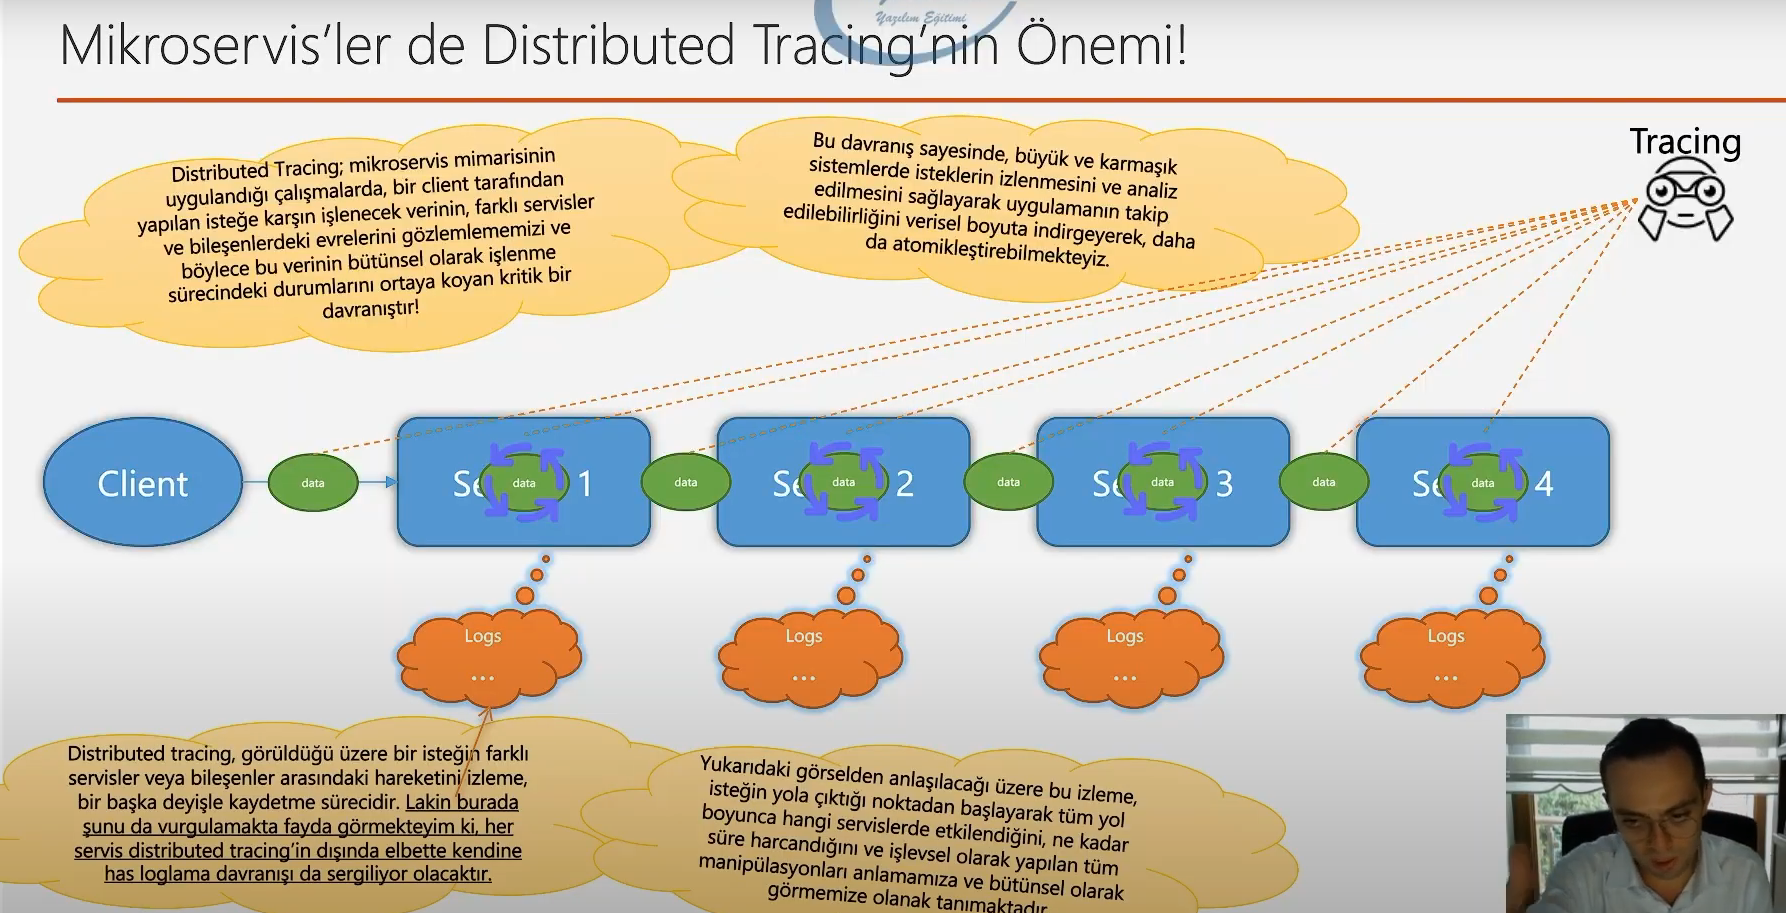 Yazılım Eğitimi
Mikroservis'ler de Distributed Tracing'nin Önemi!
Distributed Tracing; mikroservis mimarisinin
uygulandığı çalışmalarda, bir client tarafından
yapılan isteğe karşın işlenecek verinin, farklı servisler
ve bileşenlerdeki evrelerini gözlemlememizi ve
böylece bu verinin bütünsel olarak işlenme
sürecindeki durumlarını ortaya koyan kritik bir
davranıştır!
Bu davranış sayesinde, büyük ve karmaşık
sistemlerde isteklerin izlenmesini ve analiz
edilmesini sağlayarak uygulamanın takip
edilebilirliğini verisel boyuta indirgeyerek, daha
da atomikleştirebilmekteyiz.
Tracing
Client
data
Se
data
1
data
Se
data
2
data
Se
data
3
data
Se
data
4
Logs
...
Logs
...
Logs
...
Logs
...
Distributed tracing, görüldüğü üzere bir isteğin farklı
servisler veya bileşenler arasındaki hareketini izleme,
bir başka deyişle kaydetme sürecidir. Lakin burada
şunu da vurgulamakta fayda görmekteyim ki, her
servis distributed tracing'in dışında elbette kendine
has loglama davranışı da sergiliyor olacaktır.
Yukarıdaki görselden anlaşılacağı üzere bu izleme,
isteğin yola çıktığı noktadan başlayarak tüm yol
boyunca hangi servislerde etkilendiğini, ne kadar
süre harcandığını ve işlevsel olarak yapılan tüm
manipülasyonları anlamamıza ve bütünsel olarak
görmemize olanak tanımaktadır